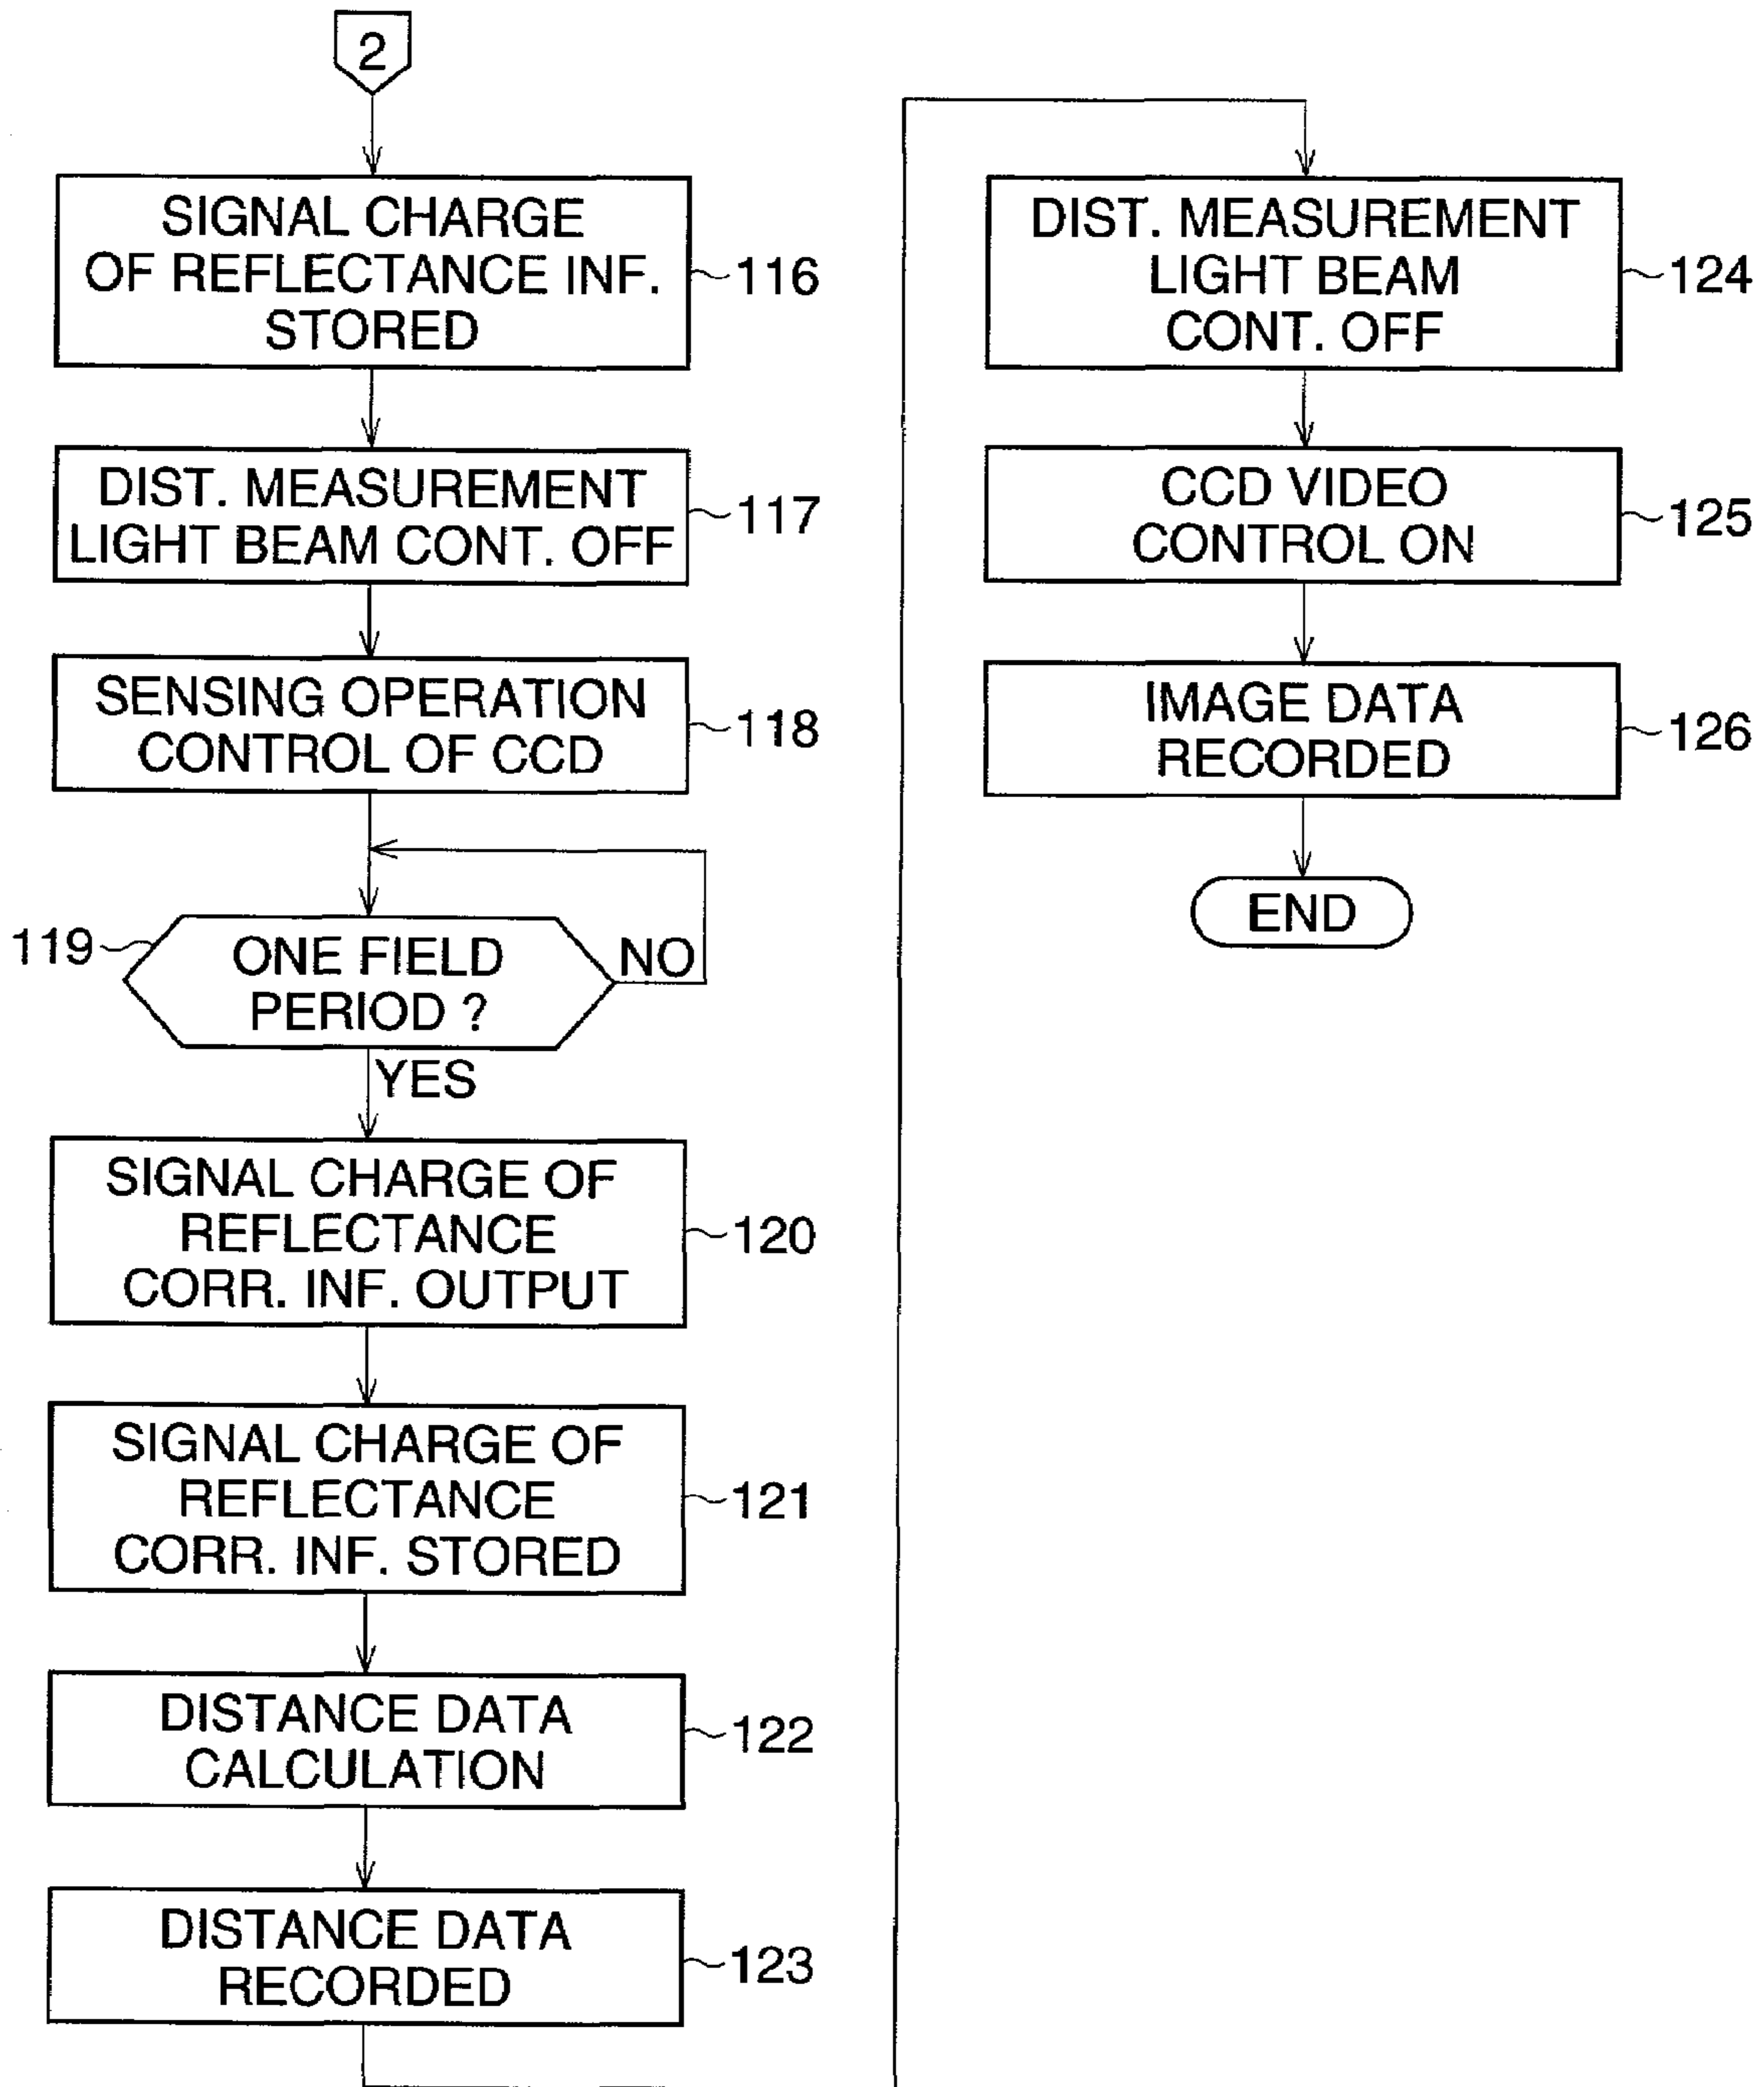 2
SIGNAL CHARGE
OF REFLECTANCE INF.
STORED
116
DIST. MEASUREMENT
LIGHT BEAM CONT. OFF
117
SENSING OPERATION
CONTROL OF CCD
118
119
ONE FIELD
PERIOD ?
NO
YES
SIGNAL CHARGE OF
REFLECTANCE
CORR. INF. OUTPUT
120
SIGNAL CHARGE OF
REFLECTANCE
CORR. INF. STORED
121
DISTANCE DATA
CALCULATION
122
DISTANCE DATA
RECORDED
123
DIST. MEASUREMENT
LIGHT BEAM
CONT. OFF
124
CCD VIDEO
CONTROL ON
125
IMAGE DATA
RECORDED
126
END